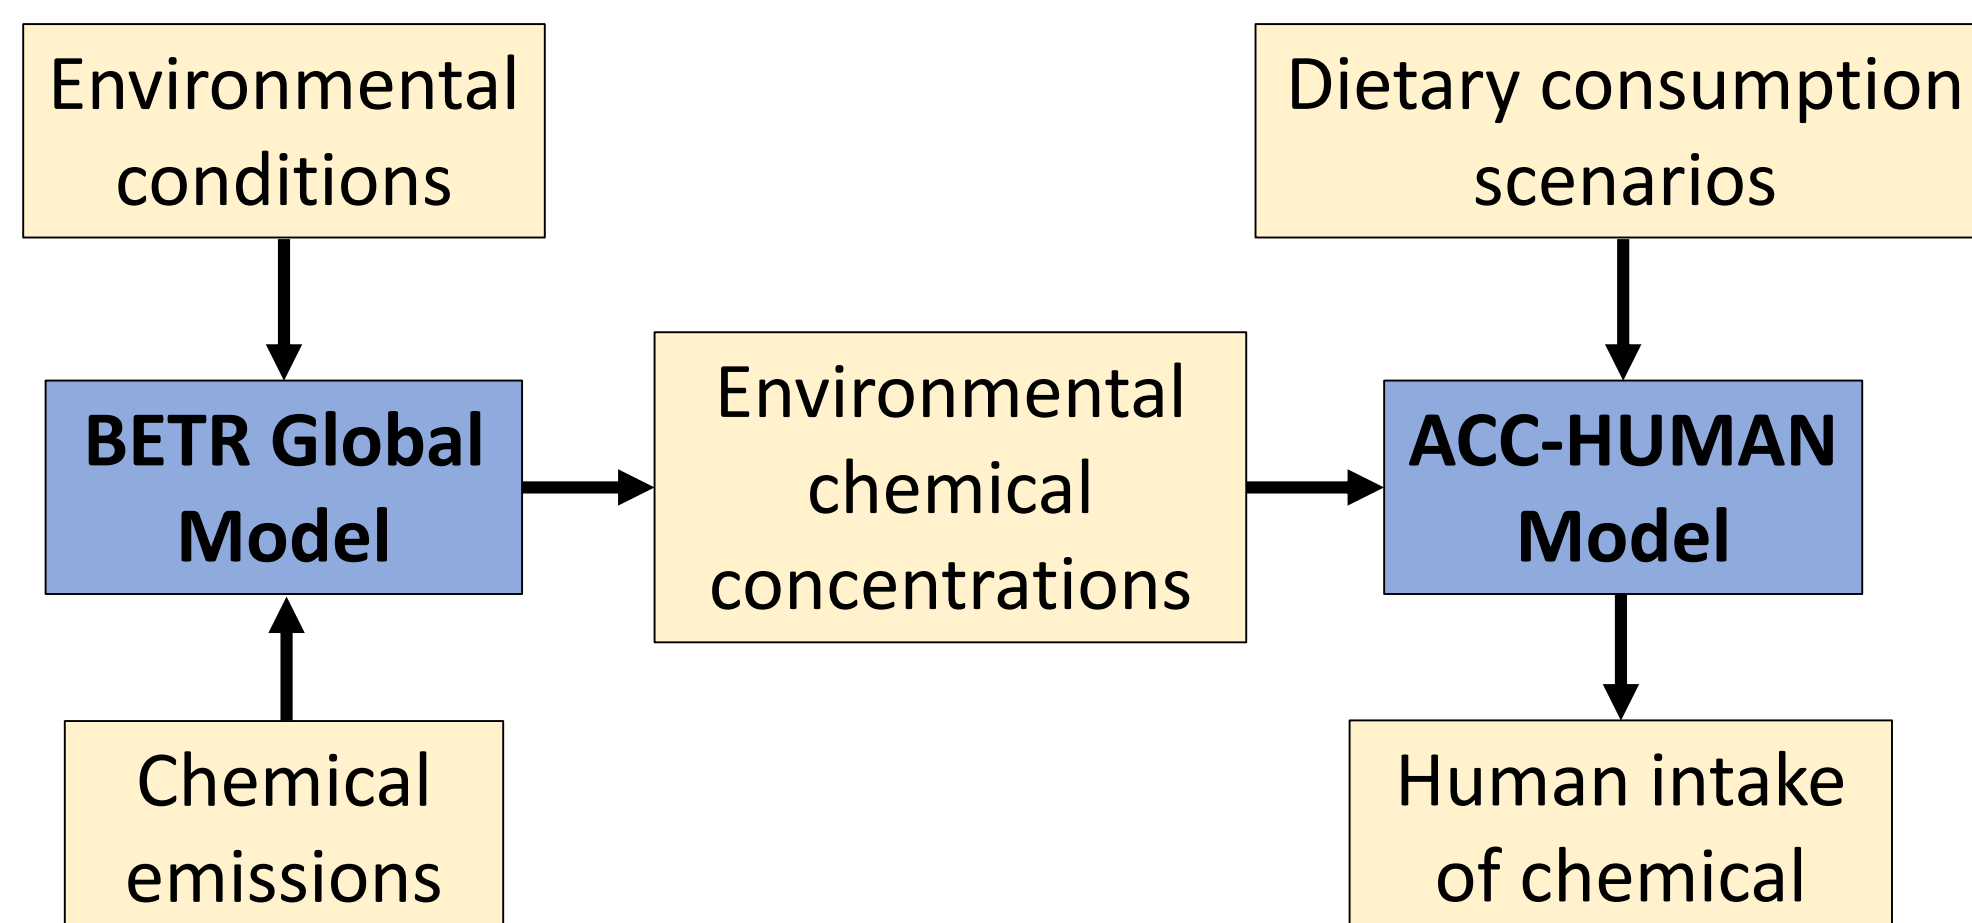 Environmental
conditions
Dietary consumption
scenarios
BETR Global
Model
Environmental
chemical
concentrations
ACC-HUMAN
Model
Chemical
emissions
Human intake
of chemical